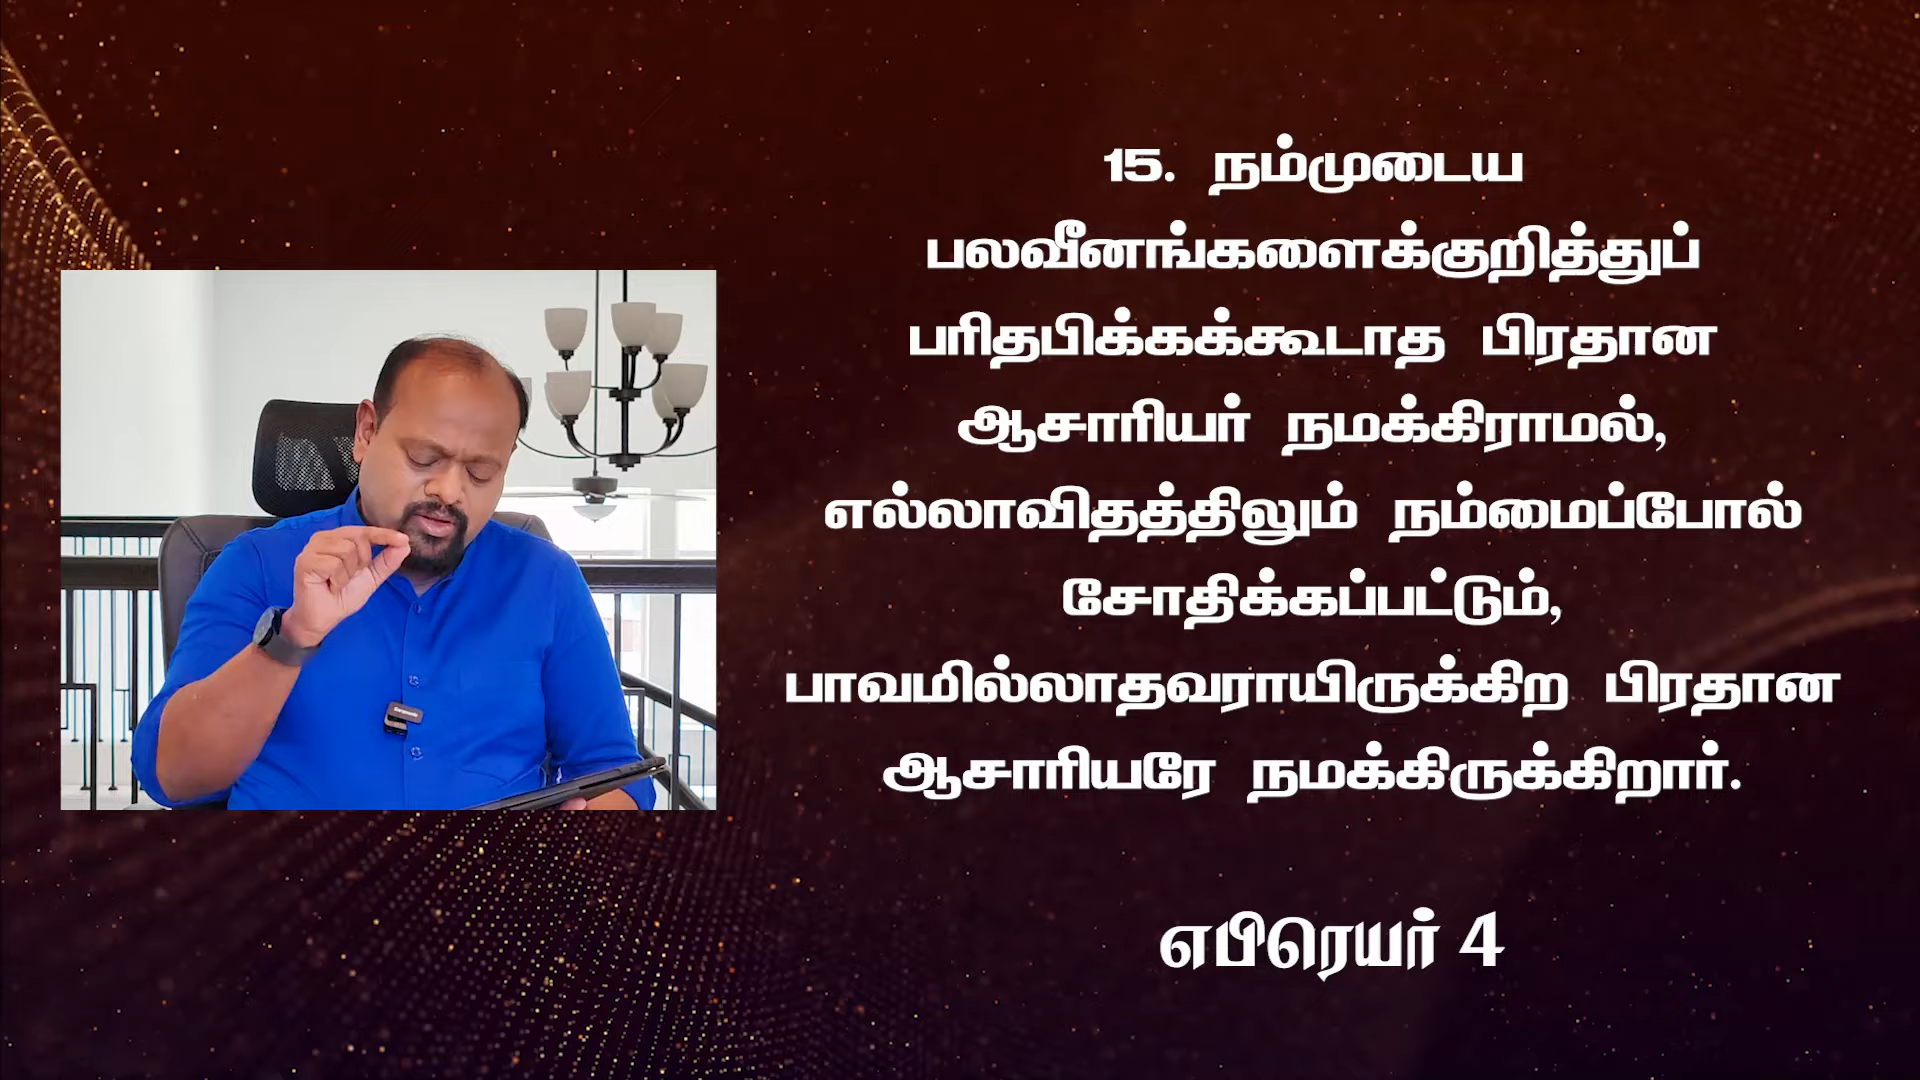 15. நம்முடைய
பலவீனங்களைக்குறித்துப்
பரிதபிக்கக்கூடாத பிரதான
ஆசாரியர் நமக்கிராமல்,
எல்லாவிதத்திலும் நம்மைப்போல்
சோதிக்கப்பட்டும்,
பாவமில்லாதவராயிருக்கிற பிரதான
ஆசாரியரே நமக்கிருக்கிறார்.
எபிரெயர் 4